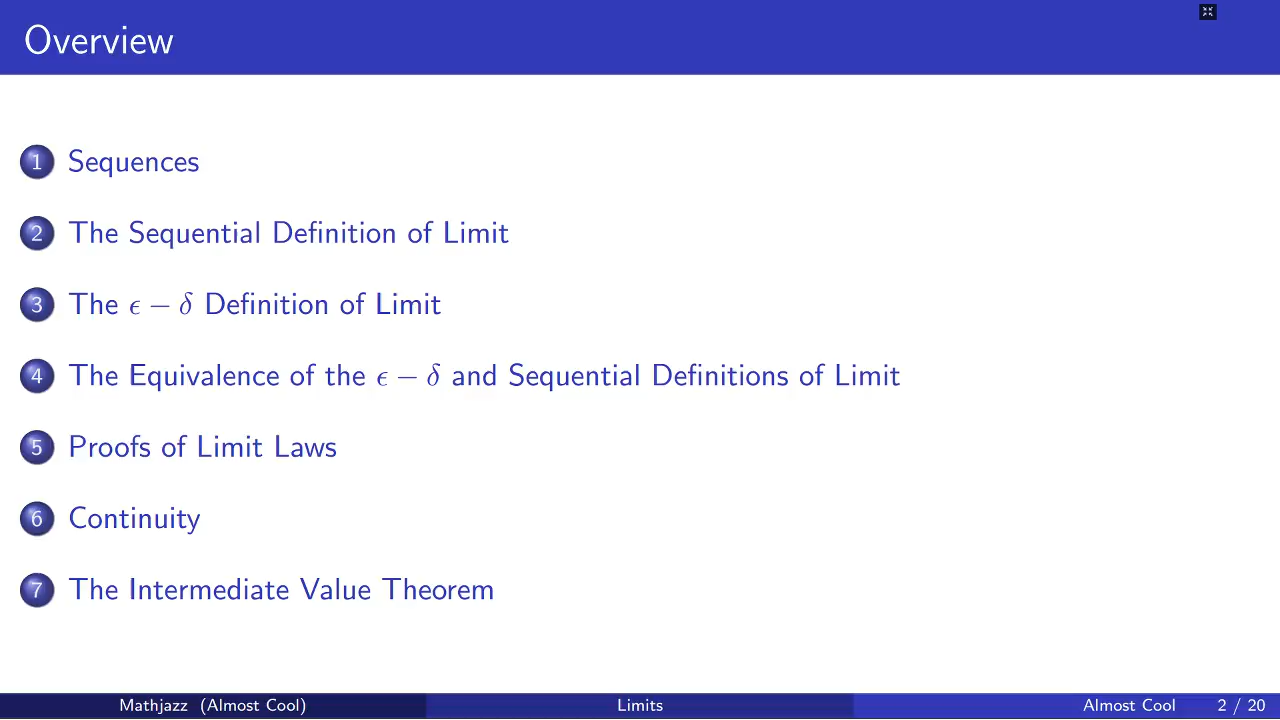 Overview
1 Sequences
2 The Sequential Definition of Limit
3 The ϵ − δ Definition of Limit
4 The Equivalence of the ϵ − δ and Sequential Definitions of Limit
5 Proofs of Limit Laws
6 Continuity
7 The Intermediate Value Theorem
Mathjazz (Almost Cool) Limits Almost Cool 2 / 20